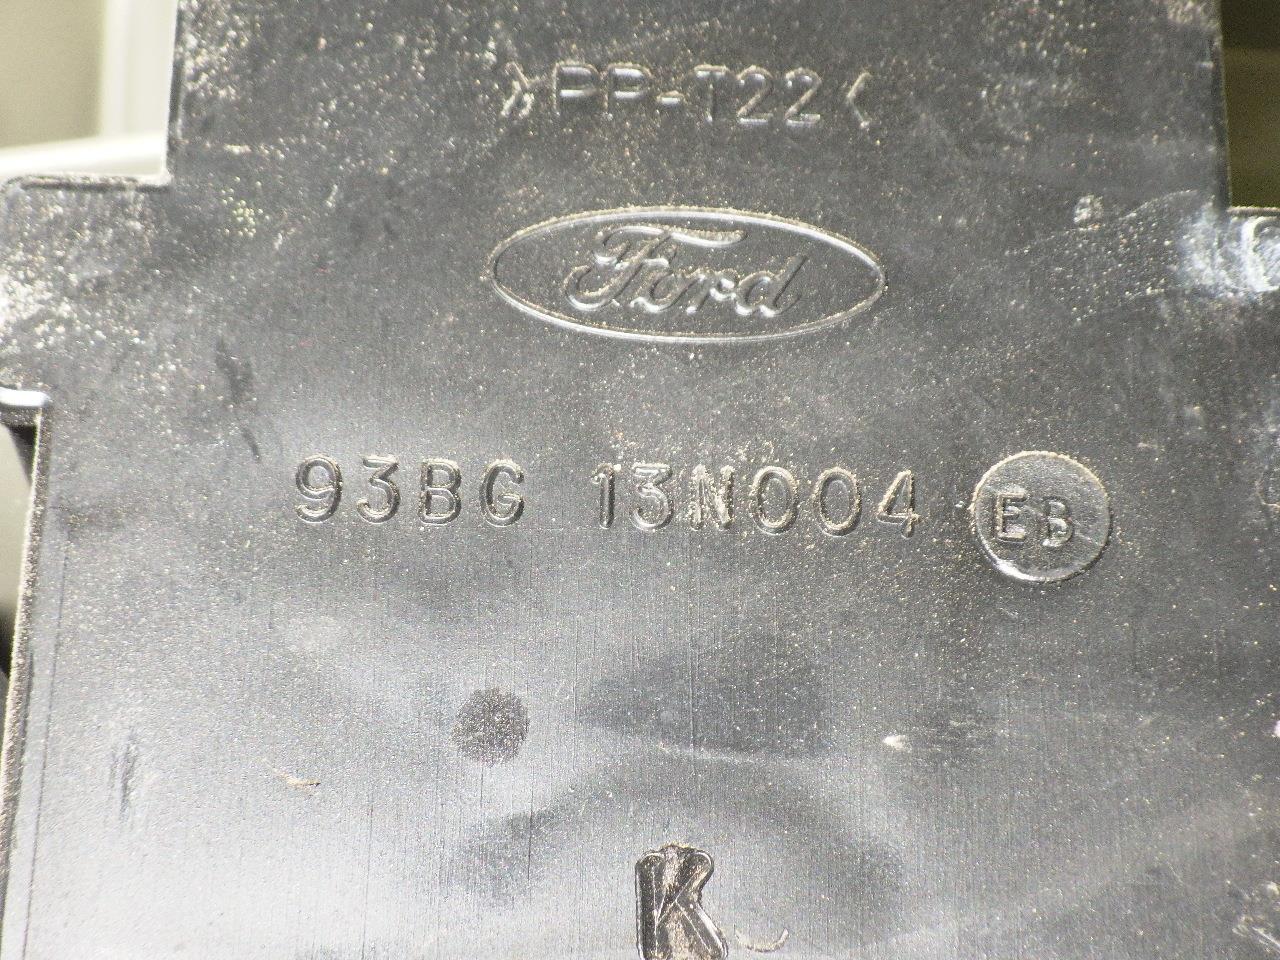 >PP-T22<
Ford
93BG 13N004 EB
K